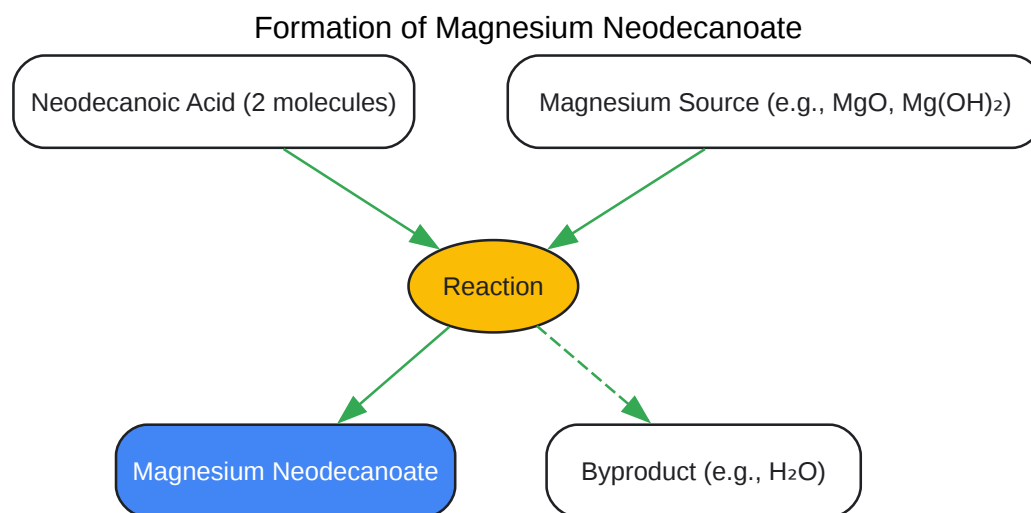 Formation of Magnesium Neodecanoate
Neodecanoic Acid (2 molecules)
Magnesium Source (e.g., MgO, Mg(OH)₂)
Reaction
Magnesium Neodecanoate
Byproduct (e.g., H₂O)